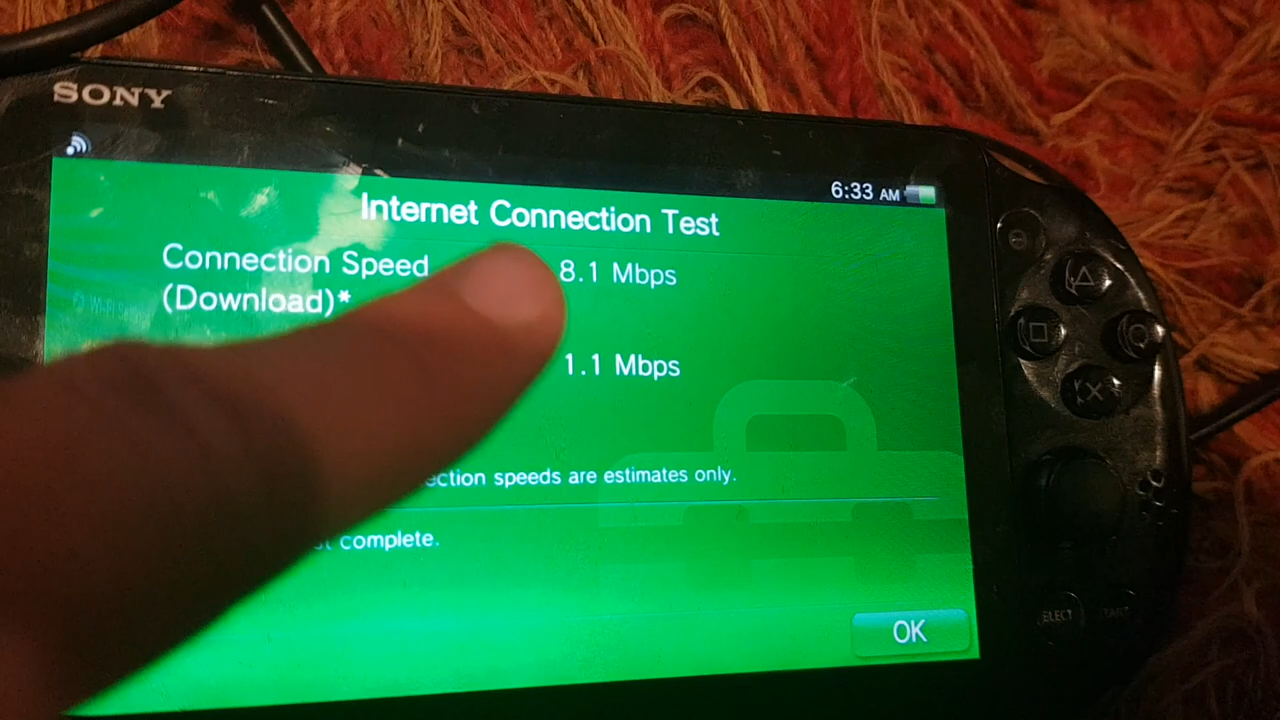 SONY
6:33 AM
Internet Connection Test
Connection Speed 8.1 Mbps
(Download)*
1.1 Mbps
speeds are estimates only.
complete.
OK
START